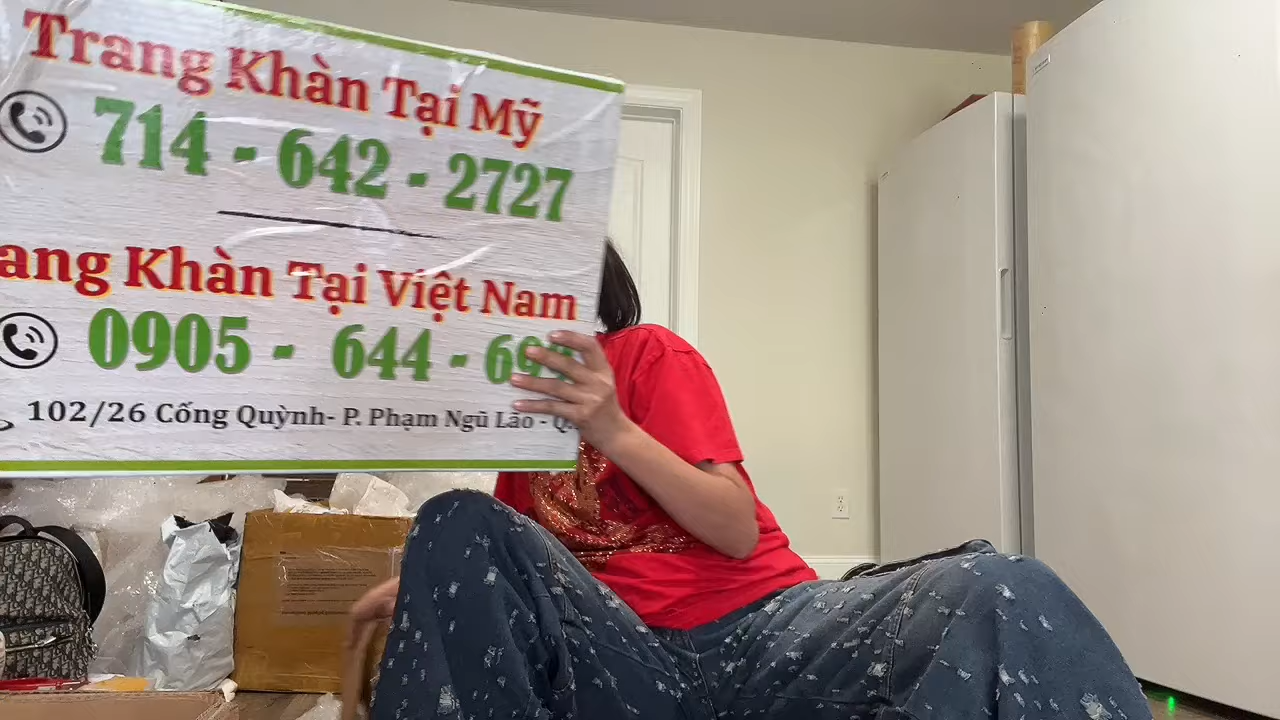 Trang Khàn Tại Mỹ
714 - 642 - 2727
ang Khàn Tại Việt Nam
0905 - 644 - 69
102/26 Cống Quỳnh- P. Phạm Ngũ Lão - Q.